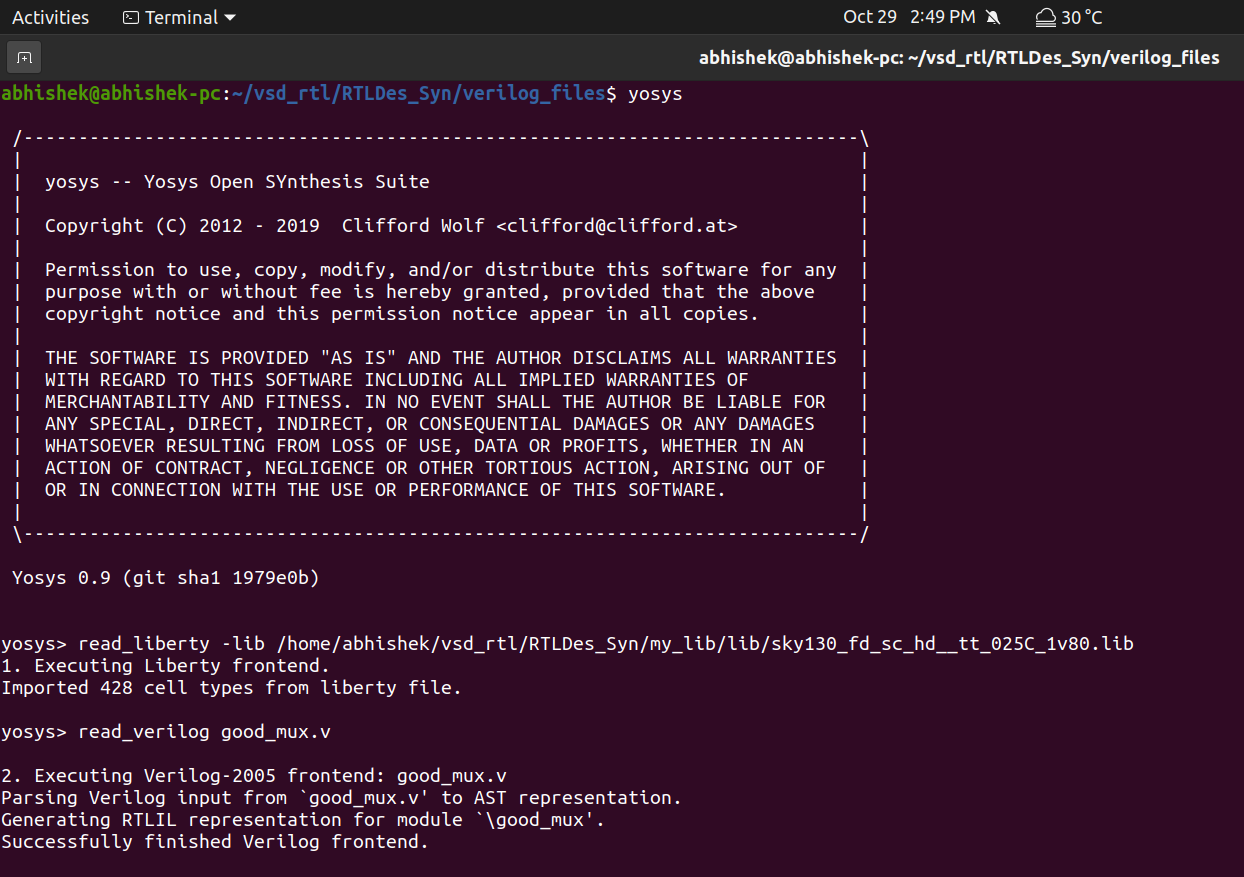 Activities Terminal Oct 29 2:49 PM 30 °C
abhishek@abhishek-pc: ~/vsd_rtl/RTLDes_Syn/verilog_files
abhishek@abhishek-pc:~/vsd_rtl/RTLDes_Syn/verilog_files$ yosys
/----------------------------------------------------------------------------\
|                                                                            |
|  yosys -- Yosys Open SYnthesis Suite                                       |
|                                                                            |
|  Copyright (C) 2012 - 2019  Clifford Wolf <clifford@clifford.at>           |
|                                                                            |
|  Permission to use, copy, modify, and/or distribute this software for any  |
|  purpose with or without fee is hereby granted, provided that the above    |
|  copyright notice and this permission notice appear in all copies.         |
|                                                                            |
|  THE SOFTWARE IS PROVIDED "AS IS" AND THE AUTHOR DISCLAIMS ALL WARRANTIES  |
|  WITH REGARD TO THIS SOFTWARE INCLUDING ALL IMPLIED WARRANTIES OF          |
|  MERCHANTABILITY AND FITNESS. IN NO EVENT SHALL THE AUTHOR BE LIABLE FOR   |
|  ANY SPECIAL, DIRECT, INDIRECT, OR CONSEQUENTIAL DAMAGES OR ANY DAMAGES    |
|  WHATSOEVER RESULTING FROM LOSS OF USE, DATA OR PROFITS, WHETHER IN AN     |
|  ACTION OF CONTRACT, NEGLIGENCE OR OTHER TORTIOUS ACTION, ARISING OUT OF   |
|  OR IN CONNECTION WITH THE USE OR PERFORMANCE OF THIS SOFTWARE.            |
|                                                                            |
\----------------------------------------------------------------------------/
Yosys 0.9 (git sha1 1979e0b)
yosys> read_liberty -lib /home/abhishek/vsd_rtl/RTLDes_Syn/my_lib/lib/sky130_fd_sc_hd__tt_025C_1v80.lib
1. Executing Liberty frontend.
Imported 428 cell types from liberty file.
yosys> read_verilog good_mux.v
2. Executing Verilog-2005 frontend: good_mux.v
Parsing Verilog input from `good_mux.v' to AST representation.
Generating RTLIL representation for module `\good_mux'.
Successfully finished Verilog frontend.